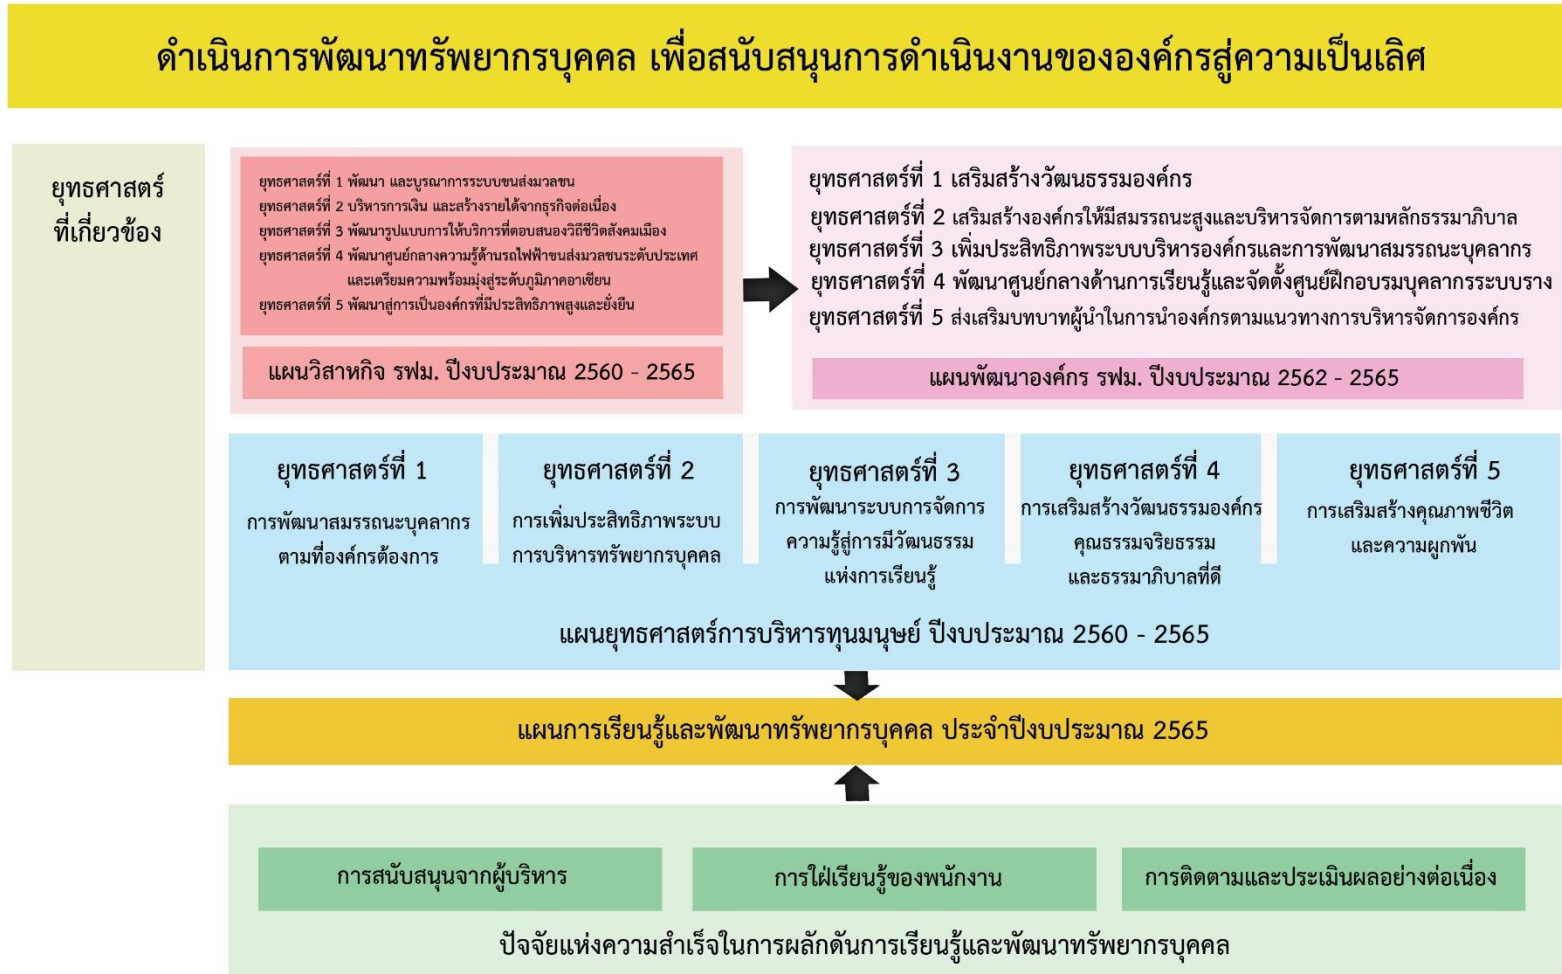 ดำเนินการพัฒนาทรัพยากรบุคคล เพื่อสนับสนุนการดำเนินงานขององค์กรสู่ความเป็นเลิศ
ยุทธศาสตร์
ที่เกี่ยวข้อง
ยุทธศาสตร์ที่ 1 พัฒนา และบูรณาการระบบขนส่งมวลชน
ยุทธศาสตร์ที่ 2 บริหารการเงิน และสร้างรายได้จากธุรกิจต่อเนื่อง
ยุทธศาสตร์ที่ 3 พัฒนารูปแบบการให้บริการที่ตอบสนองวิถีชีวิตสังคมเมือง
ยุทธศาสตร์ที่ 4 พัฒนาศูนย์กลางความรู้ด้านรถไฟฟ้าขนส่งมวลชนระดับประเทศ
และเตรียมความพร้อมมุ่งสู่ระดับภูมิภาคอาเซียน
ยุทธศาสตร์ที่ 5 พัฒนาสู่การเป็นองค์กรที่มีประสิทธิภาพสูงและยั่งยืน
แผนวิสาหกิจ รฟม. ปีงบประมาณ 2560 - 2565
ยุทธศาสตร์ที่ 1 เสริมสร้างวัฒนธรรมองค์กร
ยุทธศาสตร์ที่ 2 เสริมสร้างองค์กรให้มีสมรรถนะสูงและบริหารจัดการตามหลักธรรมาภิบาล
ยุทธศาสตร์ที่ 3 เพิ่มประสิทธิภาพระบบบริหารองค์กรและการพัฒนาสมรรถนะบุคลากร
ยุทธศาสตร์ที่ 4 พัฒนาศูนย์กลางด้านการเรียนรู้และจัดตั้งศูนย์ฝึกอบรมบุคลากรระบบราง
ยุทธศาสตร์ที่ 5 ส่งเสริมบทบาทผู้นำในการนำองค์กรตามแนวทางการบริหารจัดการองค์กร
แผนพัฒนาองค์กร รฟม. ปีงบประมาณ 2562 - 2565
ยุทธศาสตร์ที่ 1
การพัฒนาสมรรถนะบุคลากร
ตามที่องค์กรต้องการ
ยุทธศาสตร์ที่ 2
การเพิ่มประสิทธิภาพระบบ
การบริหารทรัพยากรบุคคล
ยุทธศาสตร์ที่ 3
การพัฒนาระบบการจัดการ
ความรู้สู่การมีวัฒนธรรม
แห่งการเรียนรู้
ยุทธศาสตร์ที่ 4
การเสริมสร้างวัฒนธรรมองค์กร
คุณธรรมจริยธรรม
และธรรมาภิบาลที่ดี
ยุทธศาสตร์ที่ 5
การเสริมสร้างคุณภาพชีวิต
และความผูกพัน
แผนยุทธศาสตร์การบริหารทุนมนุษย์ ปีงบประมาณ 2560 - 2565
แผนการเรียนรู้และพัฒนาทรัพยากรบุคคล ประจำปีงบประมาณ 2565
การสนับสนุนจากผู้บริหาร
การใฝ่เรียนรู้ของพนักงาน
การติดตามและประเมินผลอย่างต่อเนื่อง
ปัจจัยแห่งความสำเร็จในการผลักดันการเรียนรู้และพัฒนาทรัพยากรบุคคล